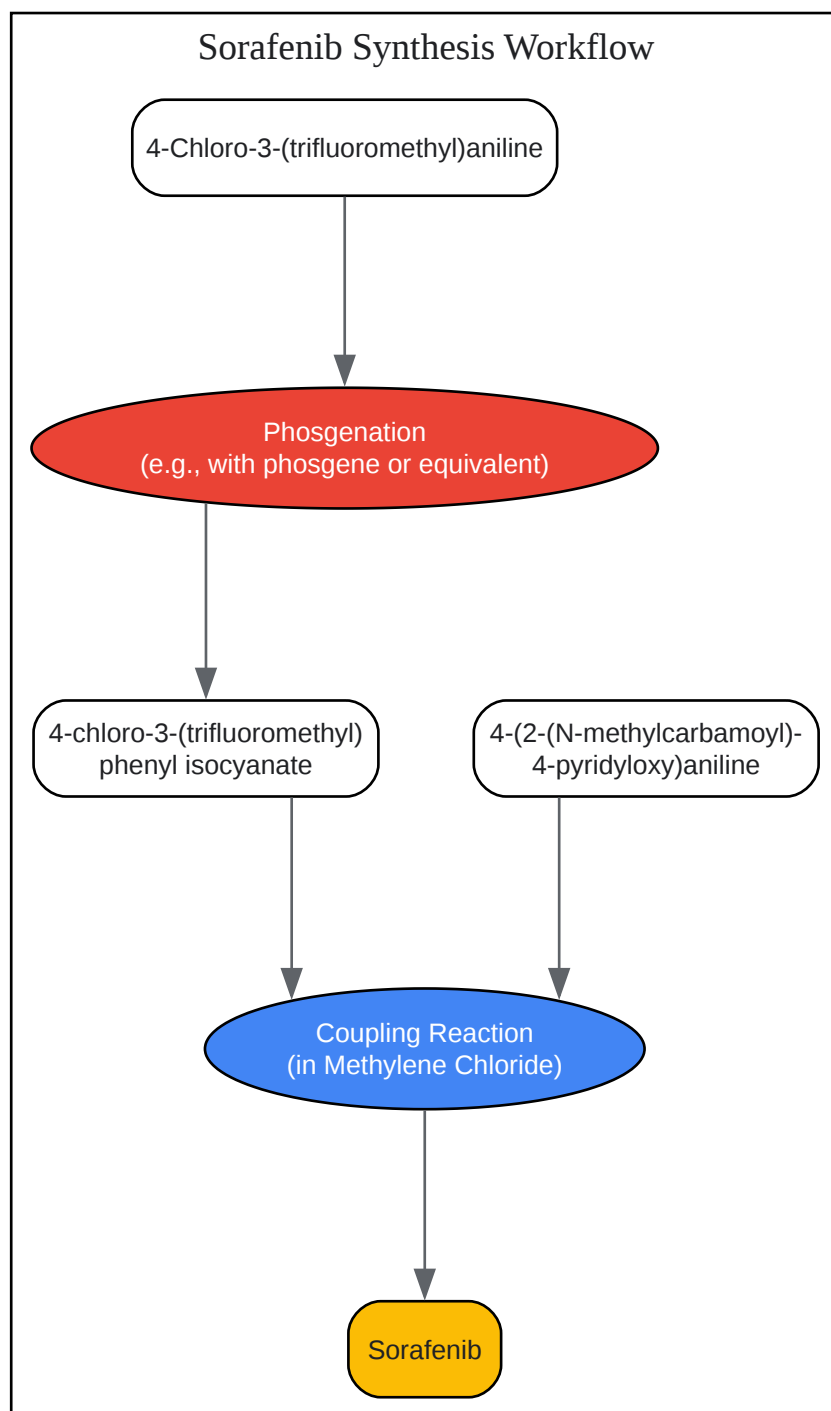 Sorafenib Synthesis Workflow
4-Chloro-3-(trifluoromethyl)aniline
Phosgenation
(e.g., with phosgene or equivalent)
4-chloro-3-(trifluoromethyl)
phenyl isocyanate
4-(2-(N-methylcarbamoyl)-
4-pyridyloxy)aniline
Coupling Reaction
(in Methylene Chloride)
Sorafenib